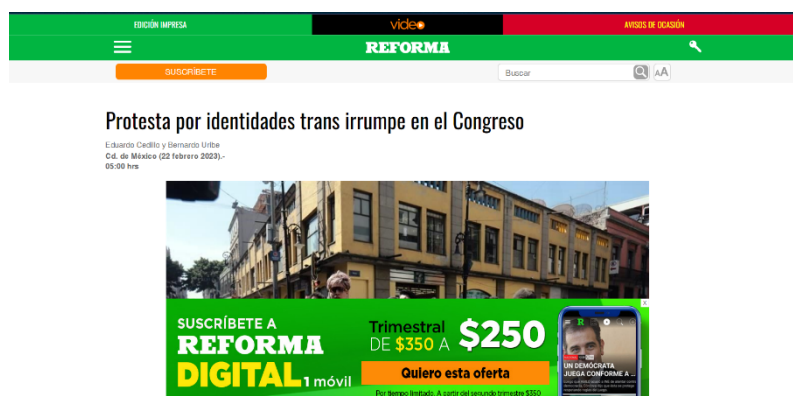 EDICIÓN IMPRESA
video
AVISOS DE OCASIÓN
REFORMA
SUSCRÍBETE
Buscar
AA
Protesta por identidades trans irrumpe en el Congreso
Eduardo Cedillo y Bernardo Uribe
Cd. de México (22 febrero 2023).-
05:00 hrs
X
SUSCRÍBETE A
REFORMA
DIGITAL 1 móvil
Trimestral
DE $350 A $250
Quiero esta oferta
Por tiempo limitado. A partir del segundo trimestre $350
R
UN DEMÓCRATA
JUEGA CONFORME A ...